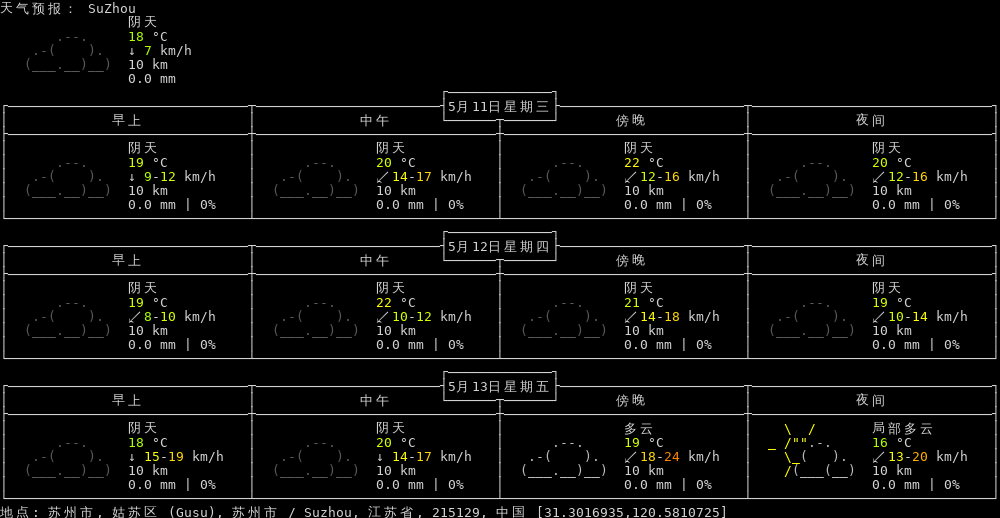 天气预报: SuZhou
阴天
18 °C
↓ 7 km/h
10 km
0.0 mm
5月11日星期三
早上 中午 傍晚 夜间
阴天 阴天 阴天 阴天
19 °C 20 °C 22 °C 20 °C
↓ 9-12 km/h ↙14-17 km/h ↙12-16 km/h ↙12-16 km/h
10 km 10 km 10 km 10 km
0.0 mm | 0% 0.0 mm | 0% 0.0 mm | 0% 0.0 mm | 0%
5月12日星期四
早上 中午 傍晚 夜间
阴天 阴天 阴天 阴天
19 °C 22 °C 21 °C 19 °C
↙8-10 km/h ↙10-12 km/h ↙14-18 km/h ↙10-14 km/h
10 km 10 km 10 km 10 km
0.0 mm | 0% 0.0 mm | 0% 0.0 mm | 0% 0.0 mm | 0%
5月13日星期五
早上 中午 傍晚 夜间
阴天 阴天 多云 局部多云
18 °C 20 °C 19 °C 16 °C
↓ 15-19 km/h ↓ 14-17 km/h ↙18-24 km/h ↙13-20 km/h
10 km 10 km 10 km 10 km
0.0 mm | 0% 0.0 mm | 0% 0.0 mm | 0% 0.0 mm | 0%
地点: 苏州市, 姑苏区 (Gusu), 苏州市 / Suzhou, 江苏省, 215129, 中国 [31.3016935,120.5810725]